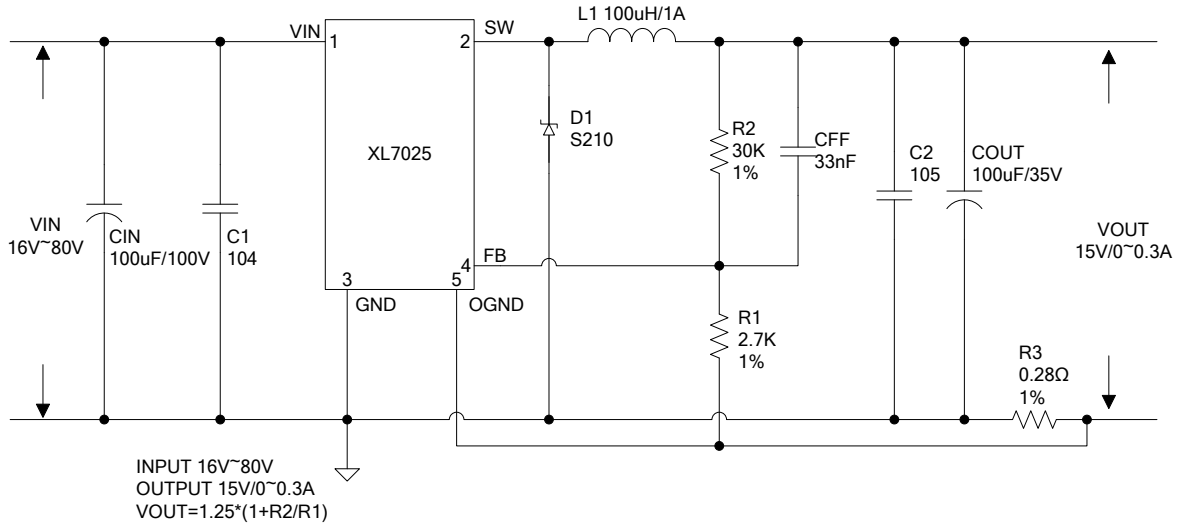 L1 100uH/1A
VIN
1
2
SW
D1
S210
R2
30K
1%
CFF
33nF
XL7025
C2
105
COUT
100uF/35V
VIN
16V~80V
CIN
100uF/100V
C1
104
VOUT
15V/0~0.3A
4
FB
3
GND
5
OGND
R1
2.7K
1%
R3
0.28Ω
1%
INPUT 16V~80V
OUTPUT 15V/0~0.3A
VOUT=1.25*(1+R2/R1)